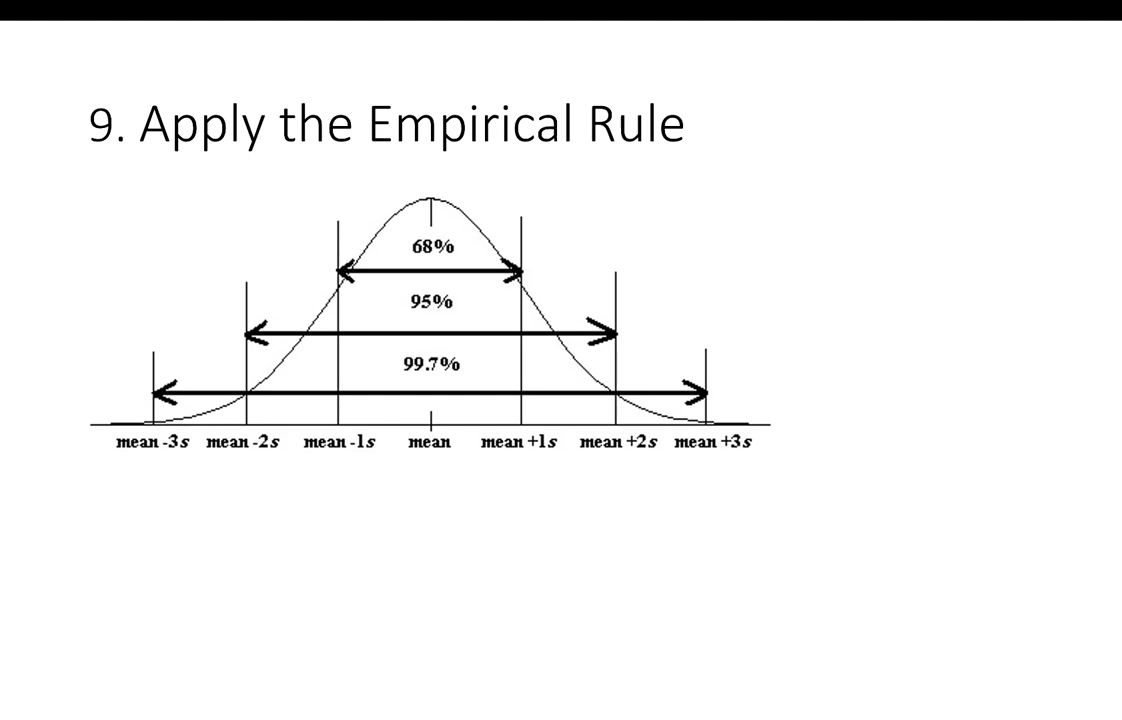 9. Apply the Empirical Rule
68%
95%
99.7%
mean -3s mean -2s mean -1s mean mean +1s mean +2s mean +3s